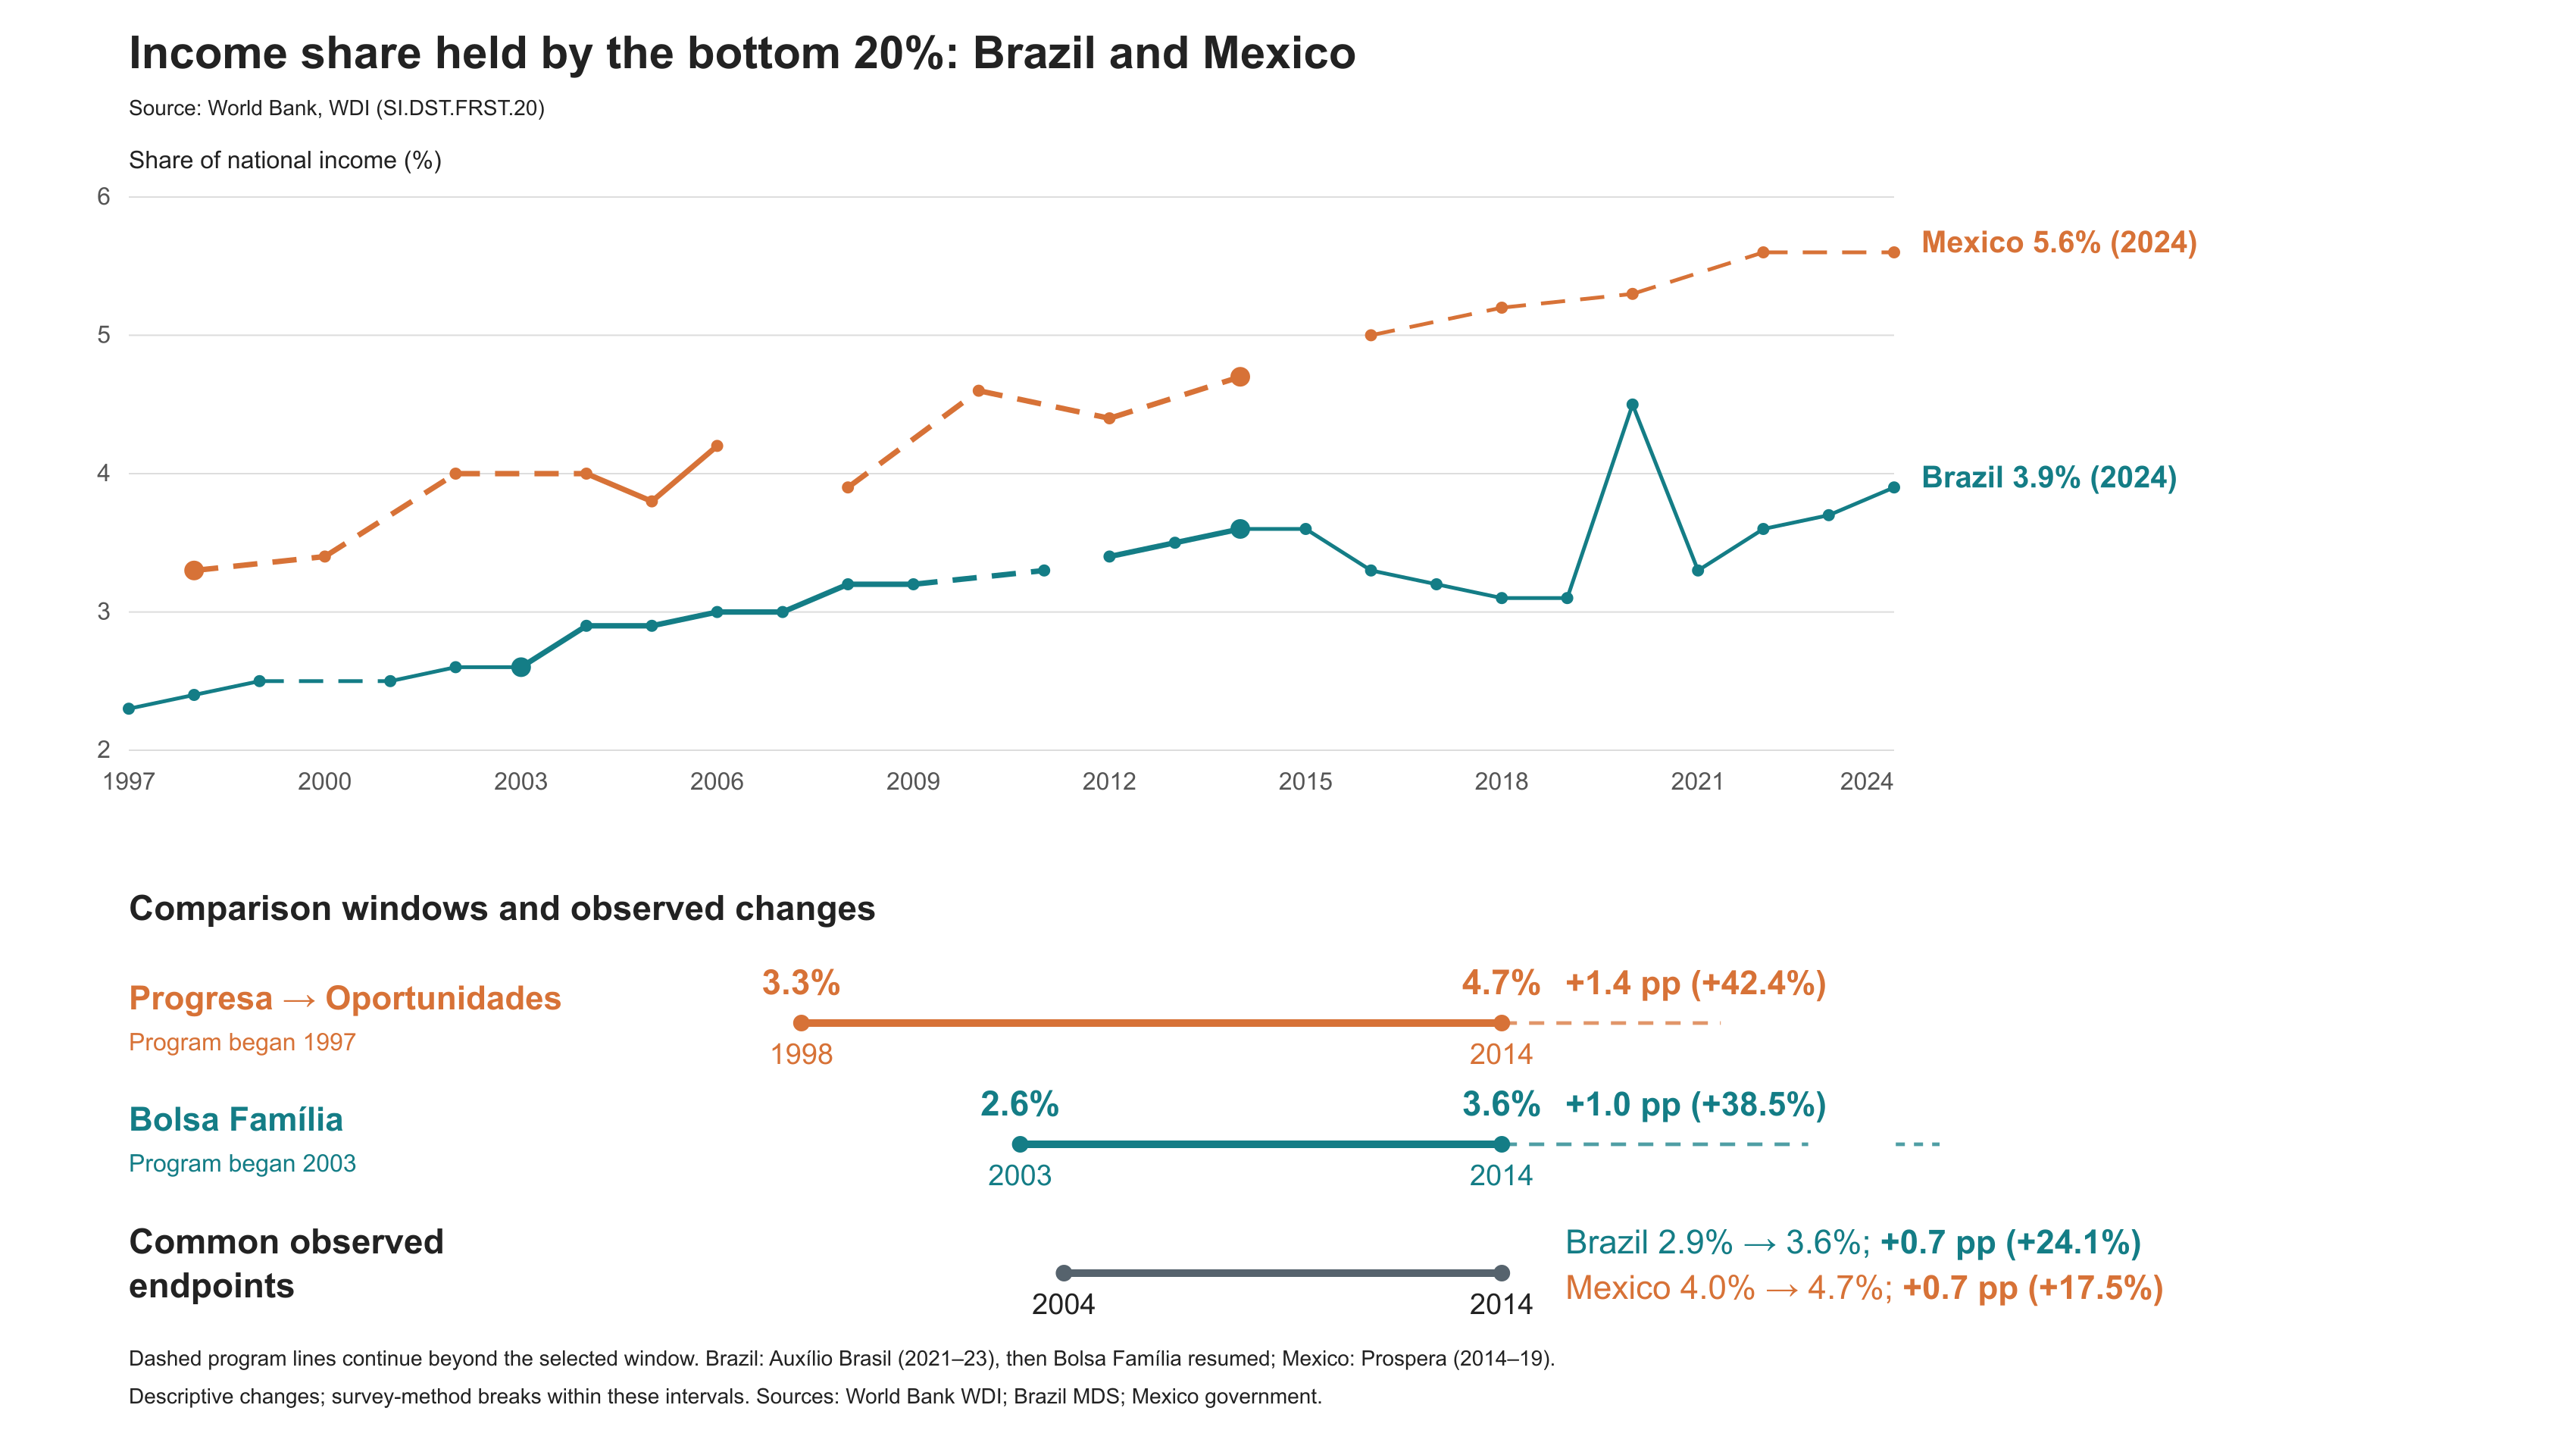 Income share held by the bottom 20%: Brazil and Mexico
Source: World Bank, WDI (SI.DST.FRST.20)
Share of national income (%)
6
5
4
3
2
Mexico 5.6% (2024)
Brazil 3.9% (2024)
1997 2000 2003 2006 2009 2012 2015 2018 2021 2024
Comparison windows and observed changes
Progresa → Oportunidades
Program began 1997
3.3% 4.7% +1.4 pp (+42.4%)
1998 2014
Bolsa Família
Program began 2003
2.6% 3.6% +1.0 pp (+38.5%)
2003 2014
Common observed
endpoints
2004 2014
Brazil 2.9% → 3.6%; +0.7 pp (+24.1%)
Mexico 4.0% → 4.7%; +0.7 pp (+17.5%)
Dashed program lines continue beyond the selected window. Brazil: Auxílio Brasil (2021–23), then Bolsa Família resumed; Mexico: Prospera (2014–19).
Descriptive changes; survey-method breaks within these intervals. Sources: World Bank WDI; Brazil MDS; Mexico government.